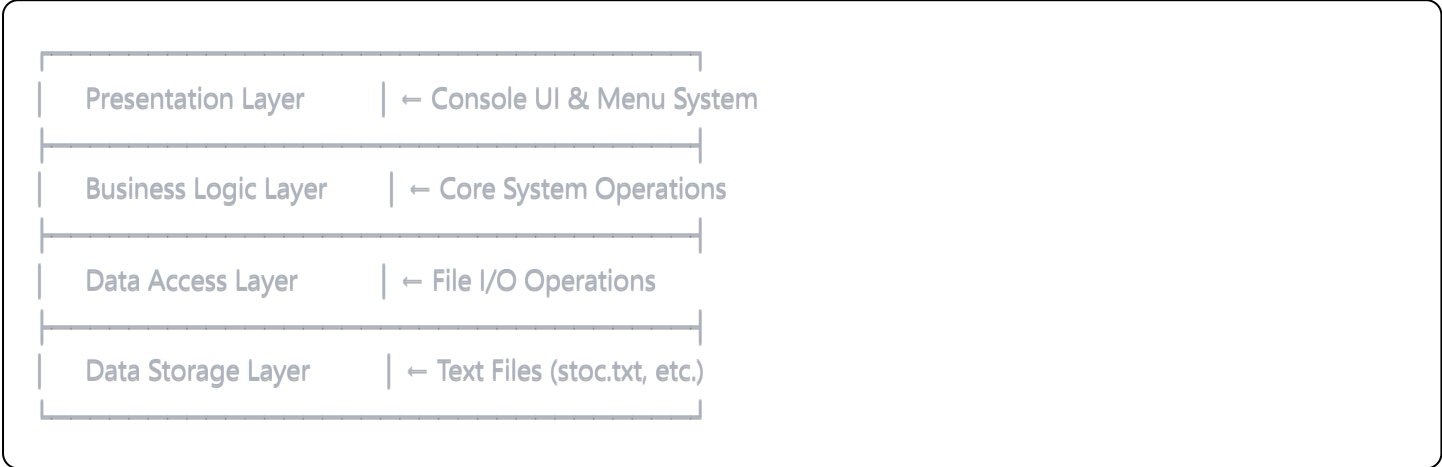 Presentation Layer │ ← Console UI & Menu System
Business Logic Layer │ ← Core System Operations
Data Access Layer │ ← File I/O Operations
Data Storage Layer │ ← Text Files (stoc.txt, etc.)